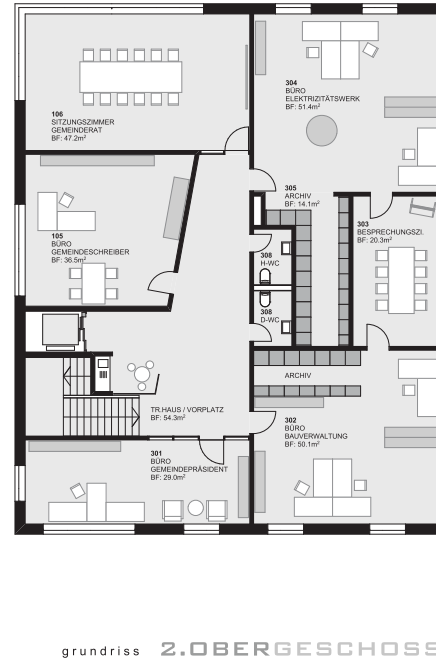 106
SITZUNGSZIMMER
GEMEINDERAT
BF: 47.2m²
304
BÜRO
ELEKTRIZITÄTSWERK
BF: 51.4m²
305
ARCHIV
BF: 14.1m²
303
BESPRECHUNGSZI.
BF: 20.3m²
105
BÜRO
GEMEINDESCHREIBER
BF: 36.5m²
308
H-WC
308
D-WC
ARCHIV
TR.HAUS / VORPLATZ
BF: 54.3m²
302
BÜRO
BAUVERWALTUNG
BF: 50.1m²
301
BÜRO
GEMEINDEPRÄSIDENT
BF: 29.0m²
grundriss 2.OBERGESCHOSS